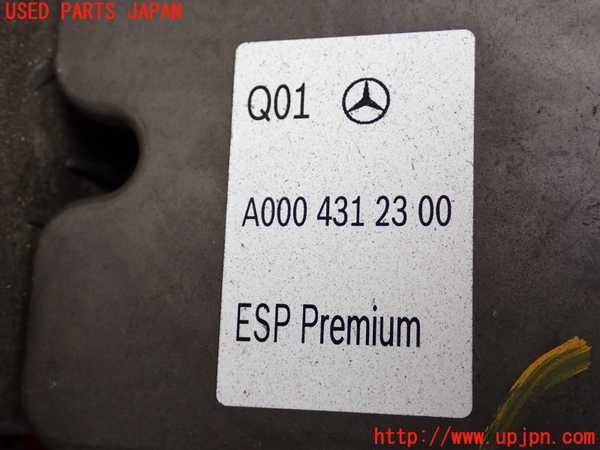 USED PARTS JAPAN
Q01
A000 431 23 00
ESP Premium
http://www.upjpn.com/